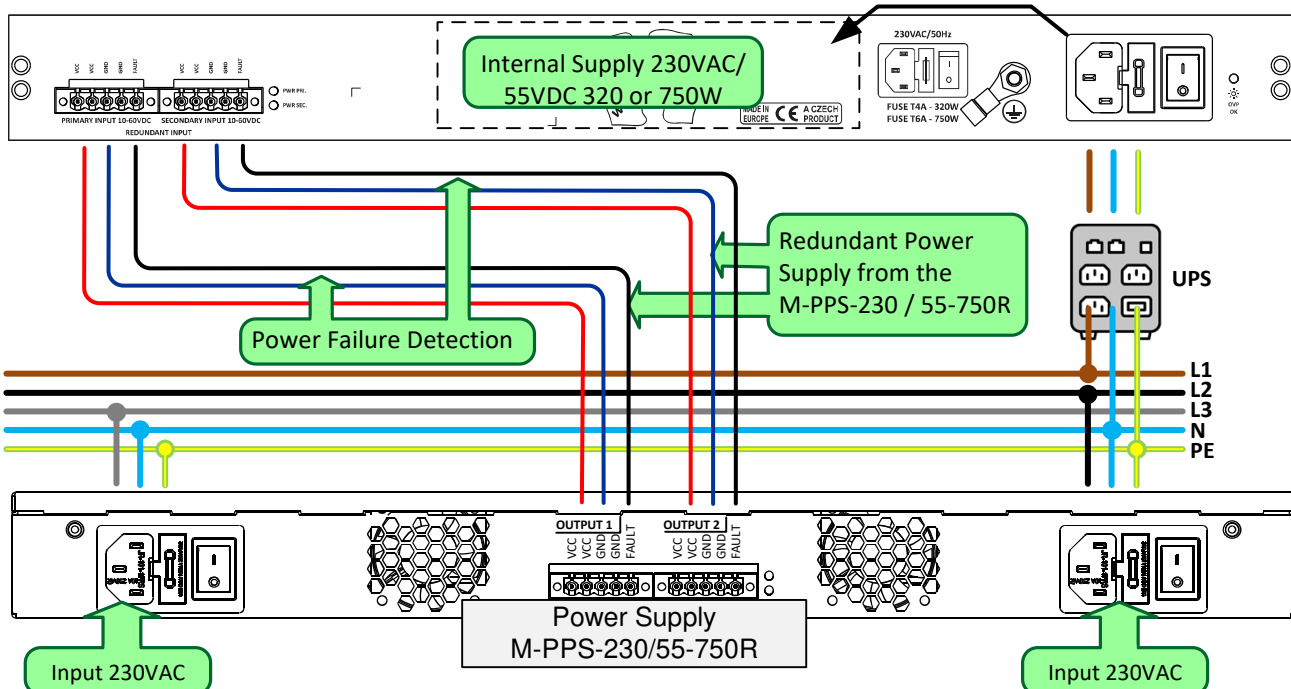 VCC VCC GND GND FAULT VCC VCC GND GND FAULT
PWR PRI.
PWR SEC.
PRIMARY INPUT 10-60VDC SECONDARY INPUT 10-60VDC
REDUNDANT INPUT
Internal Supply 230VAC/
55VDC 320 or 750W
MADE IN
EUROPE
CE
A CZECH
PRODUCT
230VAC/50Hz
FUSE T4A - 320W
FUSE T6A - 750W
OVP
OK
Redundant Power
Supply from the
M-PPS-230 / 55-750R
UPS
Power Failure Detection
L1
L2
L3
N
PE
OUTPUT 1
VCC VCC GND GND FAULT
OUTPUT 2
VCC VCC GND GND FAULT
Power Supply
M-PPS-230/55-750R
Input 230VAC
Input 230VAC